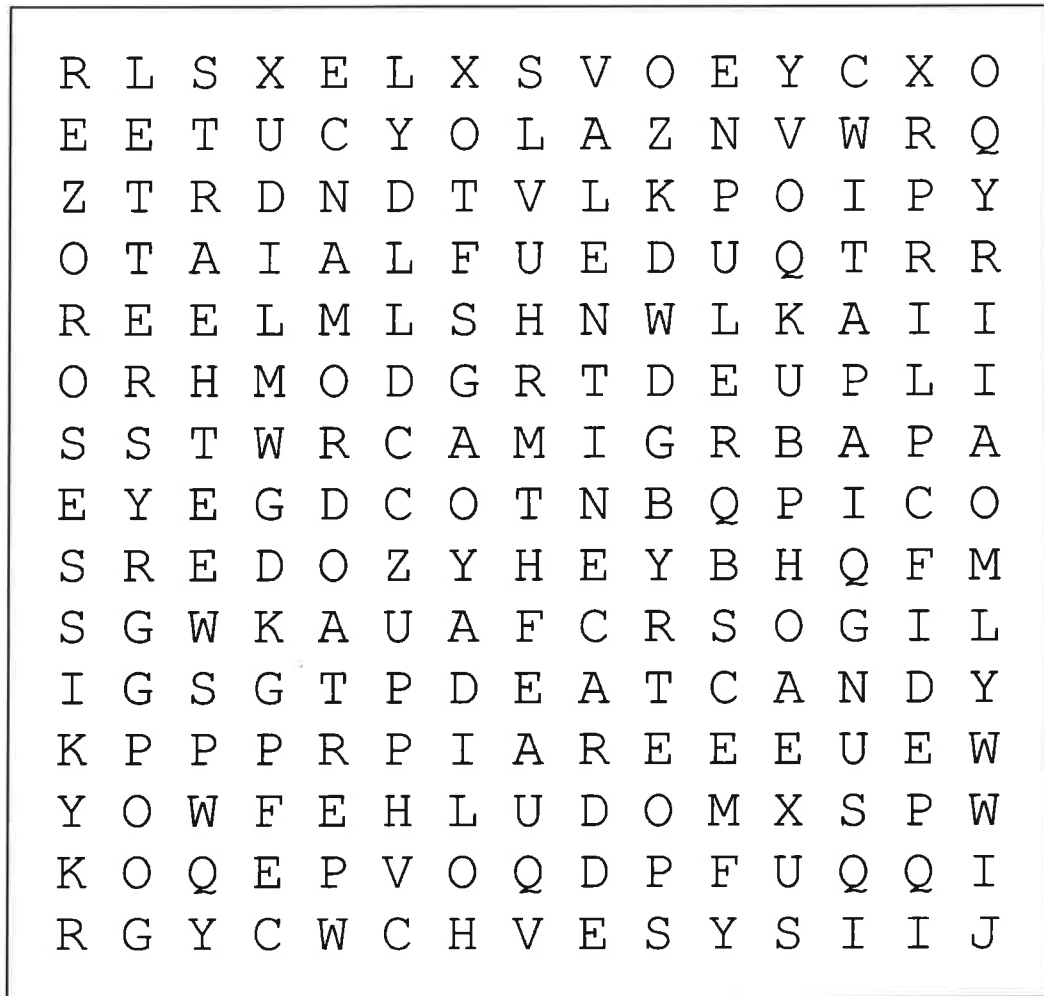 R L S X E L X S V O E Y C X O
E E T U C Y O L A Z N V W R Q
Z T R D N D T V L K P O I P Y
O T A I A L F U E D U Q T R R
R E E L M L S H N W L K A I I
O R H M O D G R T D E U P L I
S S T W R C A M I G R B A P A
E Y E G D C O T N B Q P I C O
S R E D O Z Y H E Y B H Q F M
S G W K A U A F C R S O G I L
I G S G T P D E A T C A N D Y
K P P P R P I A R E E E U E W
Y O W F E H L U D O M X S P W
K O Q E P V O Q D P F U Q Q I
R G Y C W C H V E S Y S I I J